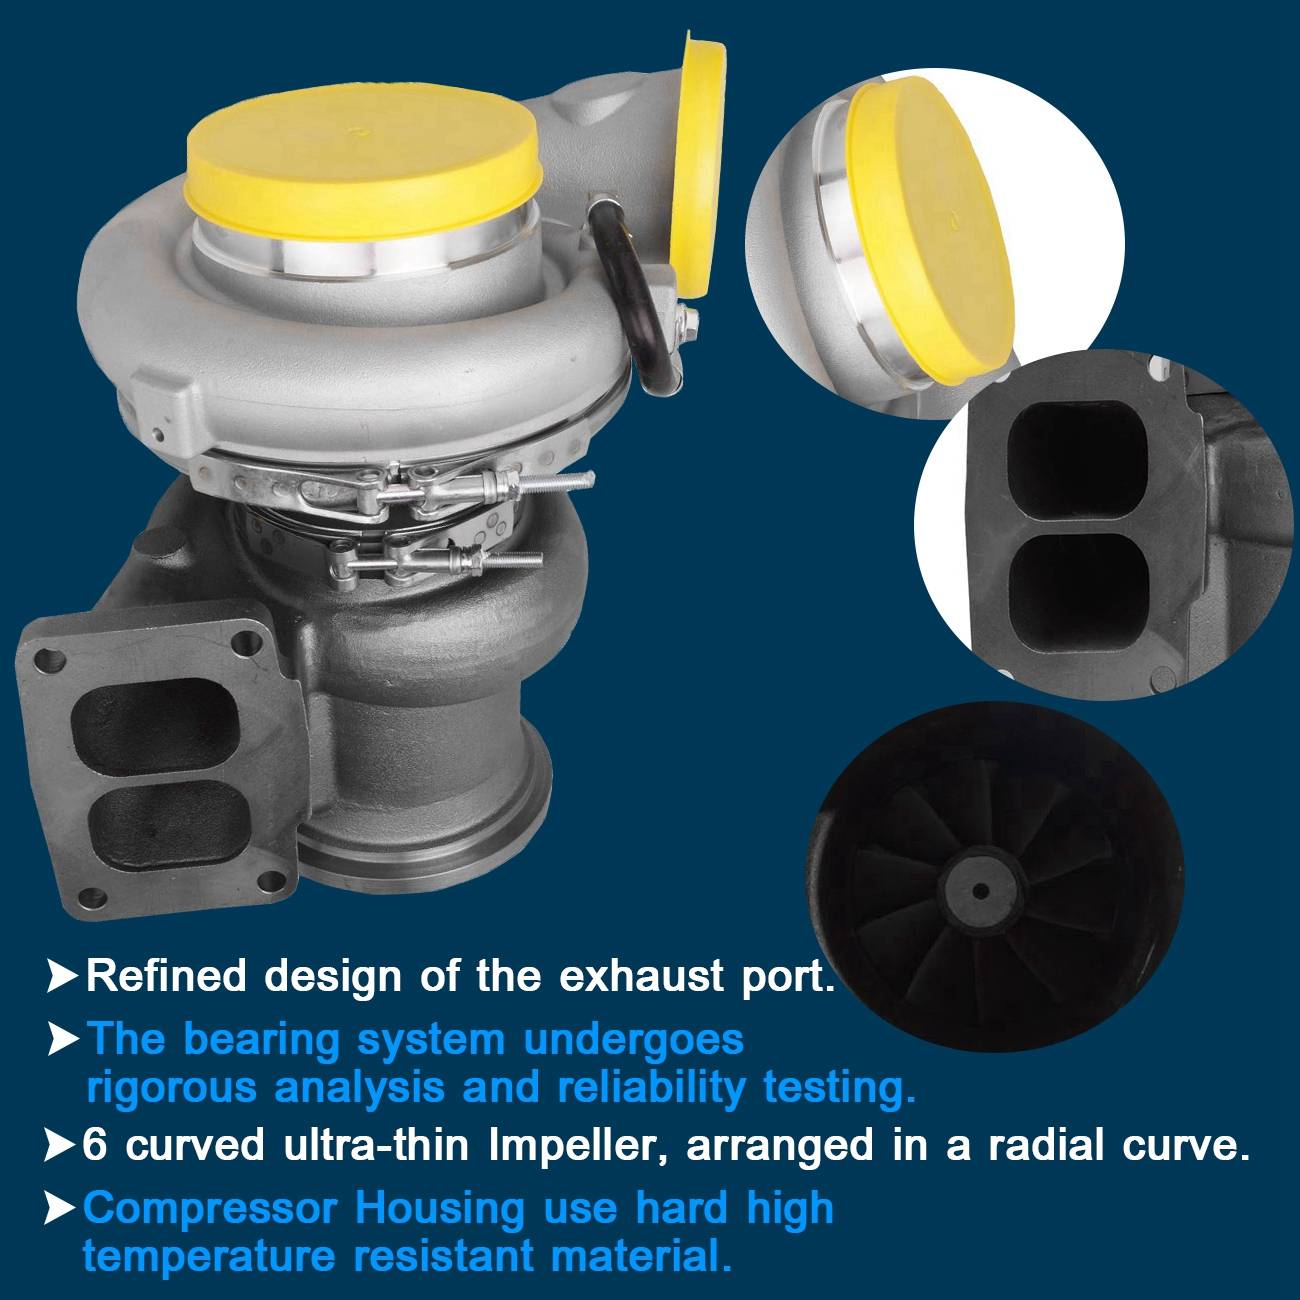 Refined design of the exhaust port.
The bearing system undergoes
rigorous analysis and reliability testing.
6 curved ultra-thin Impeller, arranged in a radial curve.
Compressor Housing use hard high
temperature resistant material.